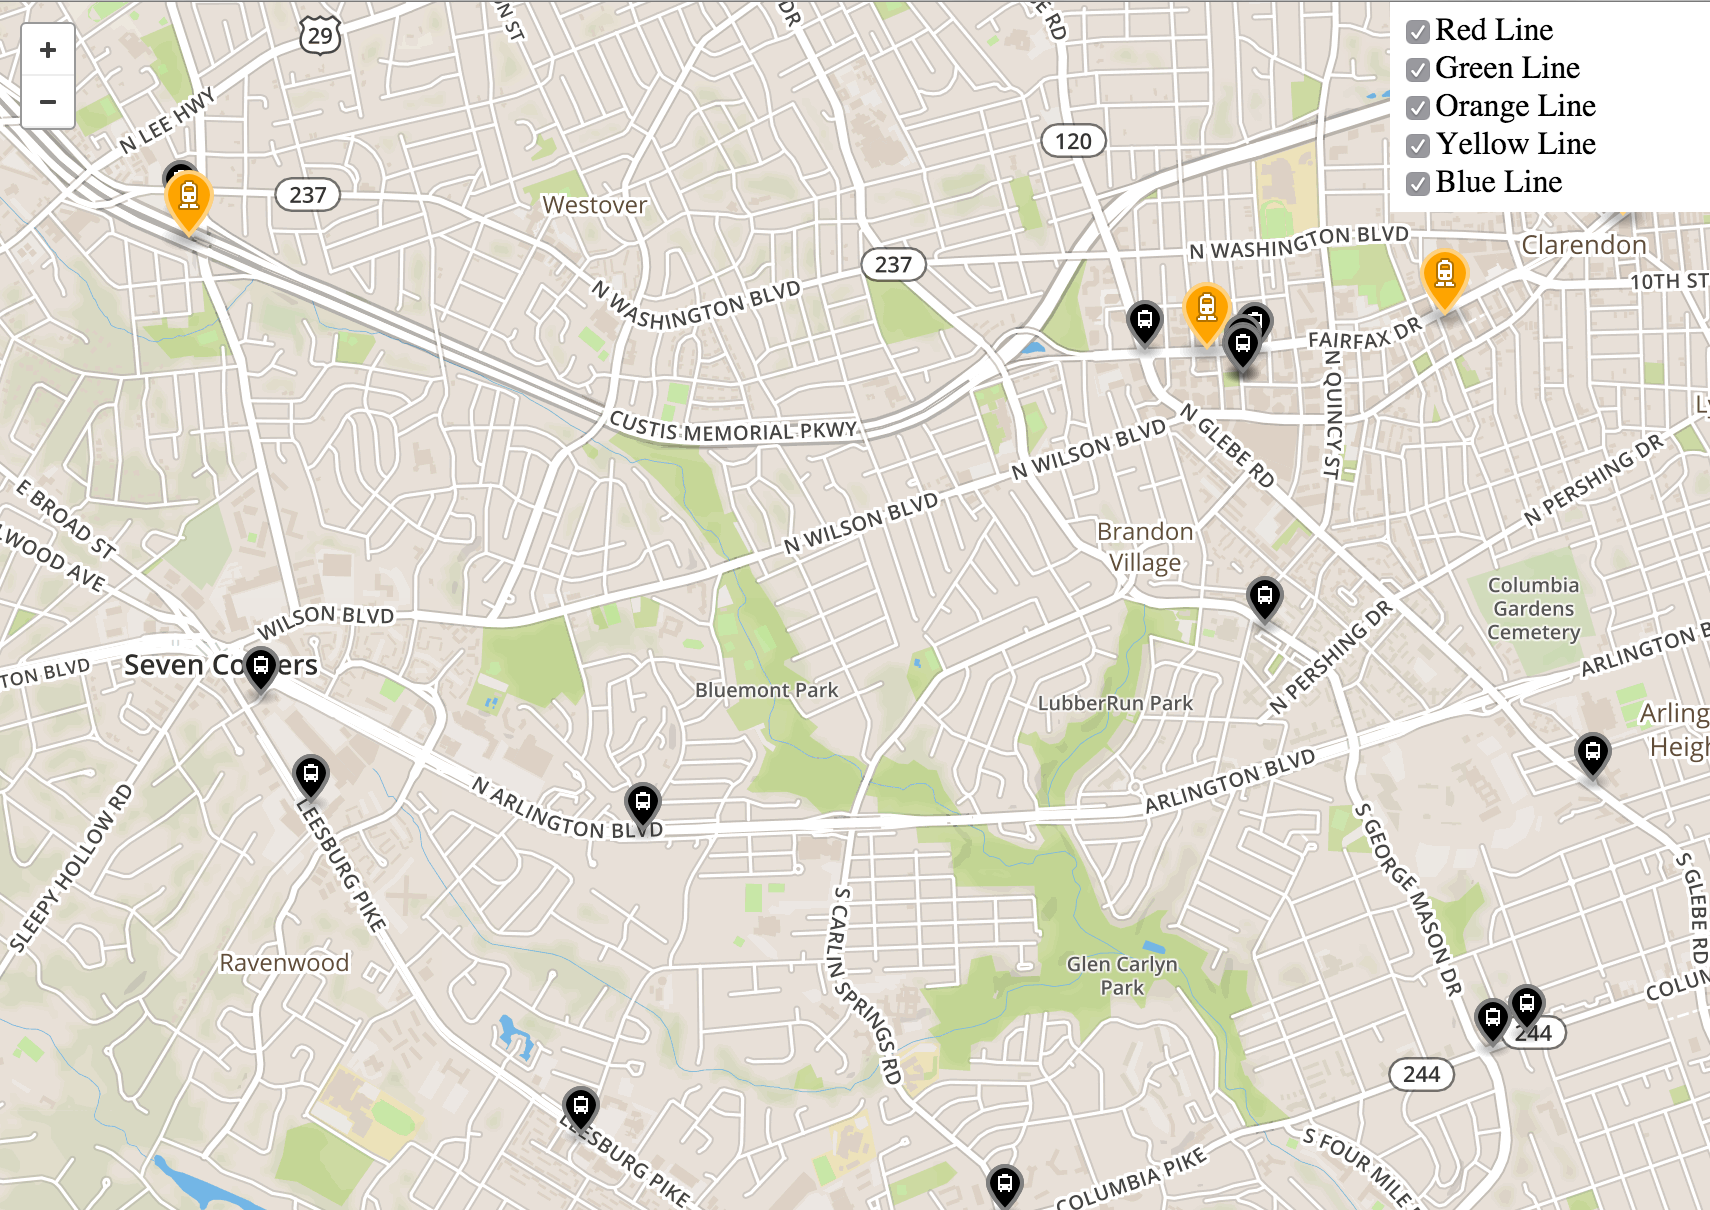 29
N ST
DR
E RD
+
−
Red Line
Green Line
Orange Line
Yellow Line
Blue Line
N LEE HWY
120
237
Westover
237
N WASHINGTON BLVD
Clarendon
10TH ST
N WASHINGTON BLVD
FAIRFAX DR
N QUINCY ST
CUSTIS MEMORIAL PKWY
N GLEBE RD
N WILSON BLVD
N PERSHING DR
E BROAD ST
LWOOD AVE
N WILSON BLVD
Brandon
Village
Columbia
Gardens
Cemetery
WILSON BLVD
N PERSHING DR
ARLINGTON B
TON BLVD
Seven Co ers
Bluemont Park
LubberRun Park
Arling
Heigh
N ARLINGTON BLVD
ARLINGTON BLVD
SLEEPY HOLLOW RD
LEESBURG PIKE
S GEORGE MASON DR
S GLEBE RD
S CARLIN SPRINGS RD
Ravenwood
Glen Carlyn
Park
COLUM
244
244
LEESBURG PIKE
COLUMBIA PIKE
S FOUR MILE